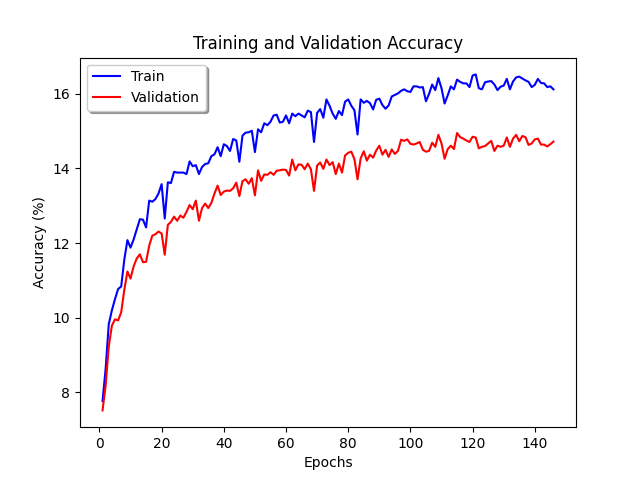 Training and Validation Accuracy
Train
Validation
16
14
12
10
8
Accuracy (%)
0 20 40 60 80 100 120 140
Epochs